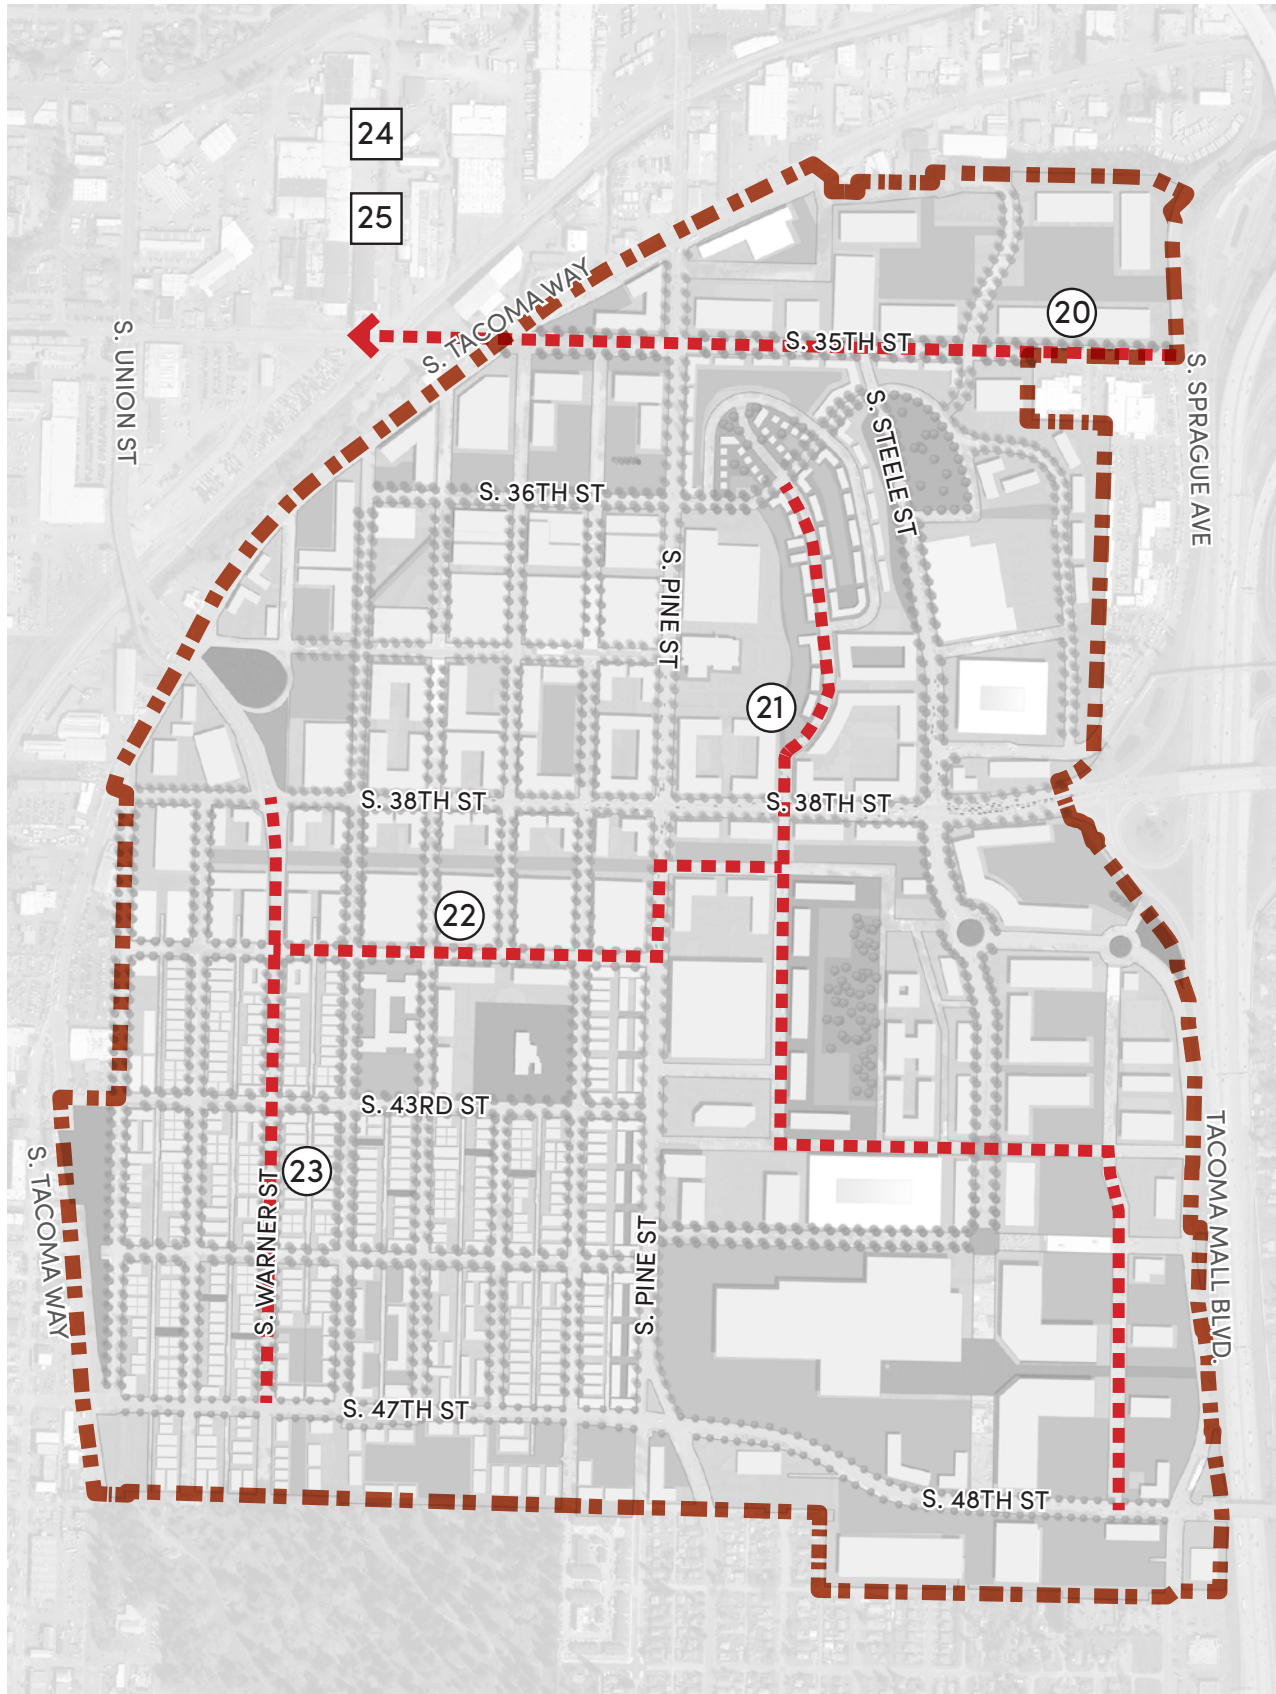 24
25
S. TACOMA WAY
20
S. UNION ST
S. 35TH ST
S. SPRAGUE AVE
S. STEELE ST
S. 36TH ST
S. PINE ST
21
S. 38TH ST
S. 38TH ST
22
S. 43RD ST
23
S. TACOMA WAY
S. WARNER ST
S. PINE ST
TACOMA MALL BLVD.
S. 47TH ST
S. 48TH ST